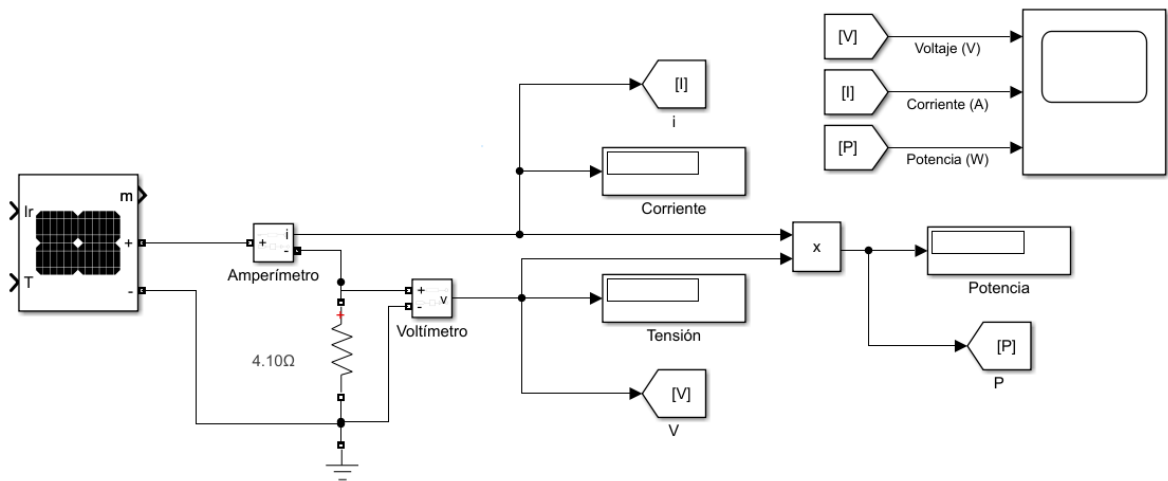 [V]
Voltaje (V)
[I]
Corriente (A)
[P]
Potencia (W)
[I]
i
Corriente
m
Ir
+
T
-
+
i
-
Amperímetro
x
Potencia
+
-
v
Voltímetro
Tensión
+
4.10Ω
[P]
P
[V]
V